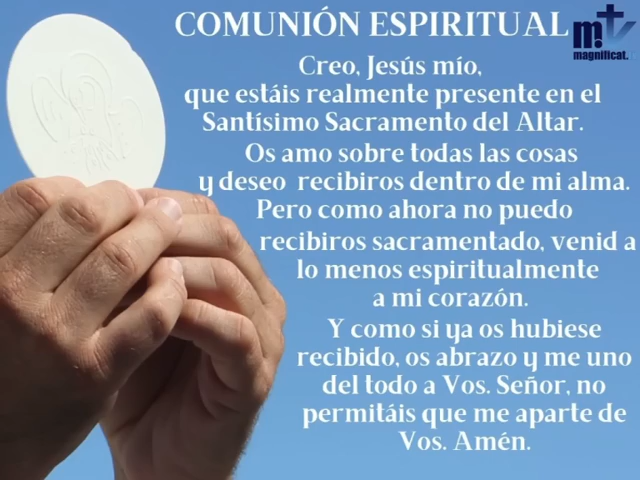 COMUNIÓN ESPIRITUAL
m.tv
magnificat.
Creo, Jesús mío,
que estáis realmente presente en el
Santísimo Sacramento del Altar.
Os amo sobre todas las cosas
y deseo recibiros dentro de mi alma.
Pero como ahora no puedo
recibiros sacramentado, venid a
lo menos espiritualmente
a mi corazón.
Y como si ya os hubiese
recibido, os abrazo y me uno
del todo a Vos. Señor, no
permitáis que me aparte de
Vos. Amén.